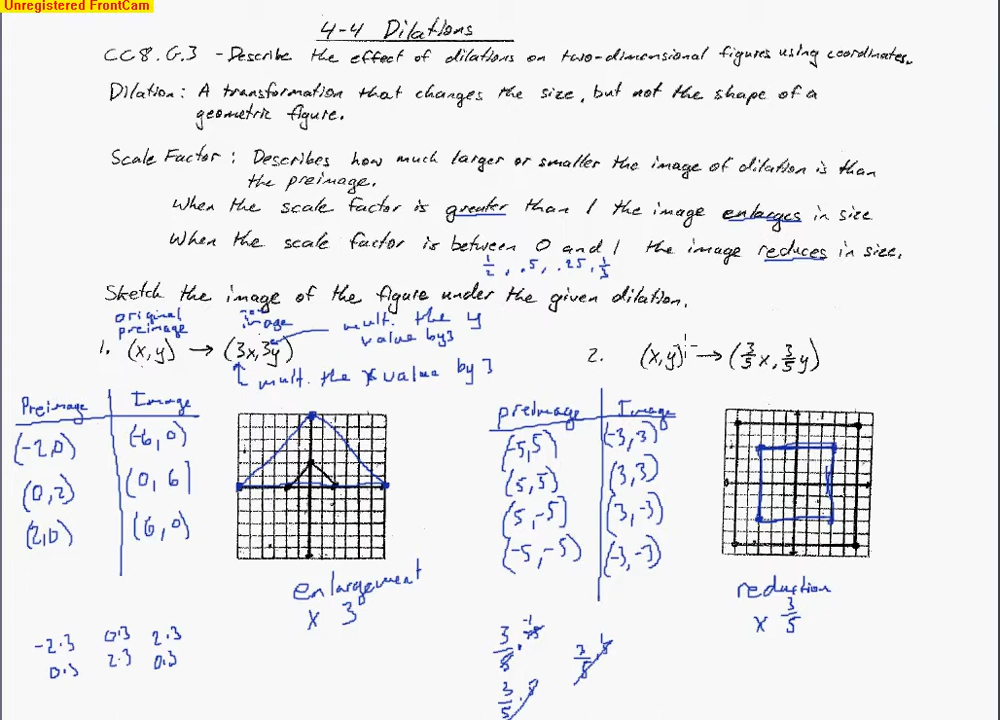 Unregistered FrontCam
4-4 Dilations
CC8.G.3 - Describe the effect of dilations on two-dimensional figures using coordinates.
Dilation: A transformation that changes the size, but not the shape of a
geometric figure.
Scale Factor: Describes how much larger or smaller the image of dilation is than
the preimage.
When the scale factor is greater than 1 the image enlarges in size
When the scale factor is between 0 and 1 the image reduces in size.
1/2, .5, .25, 1/3
Sketch the image of the figure under the given dilation.
original
preimage
image
mult. the y
value by 3
1. (x,y) → (3x,3y)
mult. the x value by 3
2. (x,y) → (3/5 x, 3/5 y)
Preimage Image
(-2,0) (-6,0)
(0,2) (0,6]
(2,0) (6,0)
enlargement
x 3
-2.3 0.3 2.3
0.3 2.3 0.3
preimage Image
(-5,5) (-3,3)
(5,5) (3,3)
(5,-5] (3,-3)
(-5,-5) (-3,-3)
reduction
x 3/5